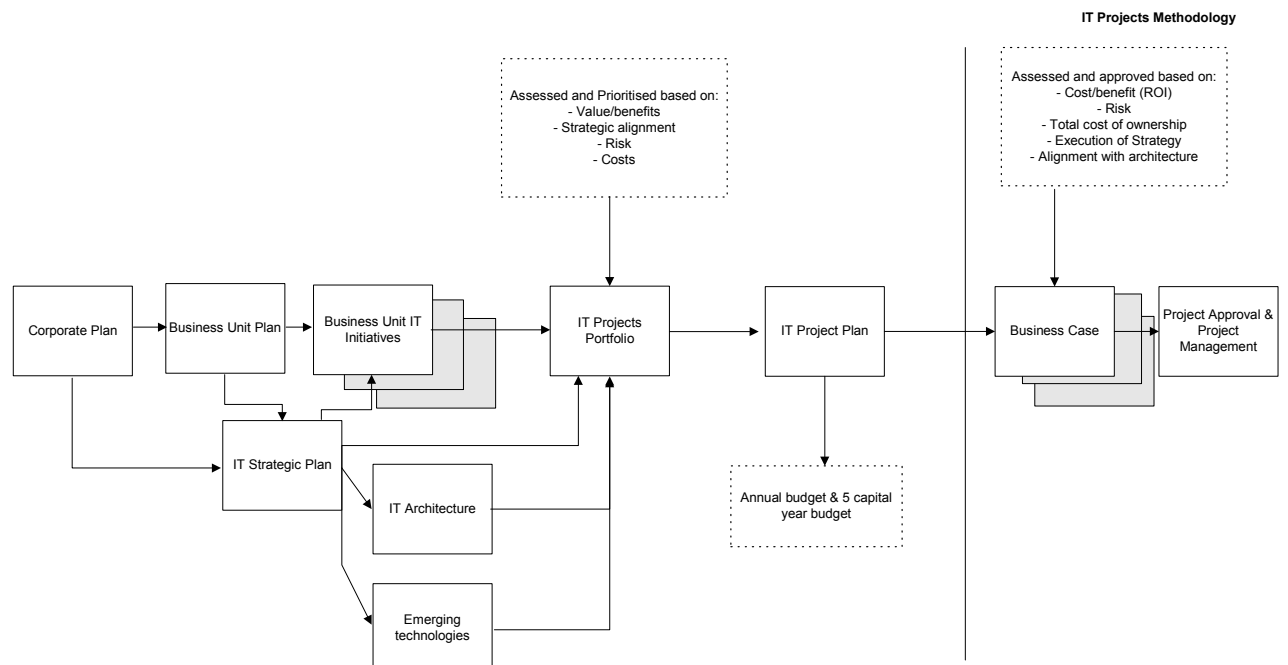 IT Projects Methodology
Assessed and Prioritised based on:
- Value/benefits
- Strategic alignment
- Risk
- Costs
Assessed and approved based on:
- Cost/benefit (ROI)
- Risk
- Total cost of ownership
- Execution of Strategy
- Alignment with architecture
Corporate Plan
Business Unit Plan
Business Unit IT
Initiatives
IT Projects
Portfolio
IT Project Plan
Business Case
Project Approval &
Project
Management
IT Strategic Plan
IT Architecture
Annual budget & 5 capital
year budget
Emerging
technologies